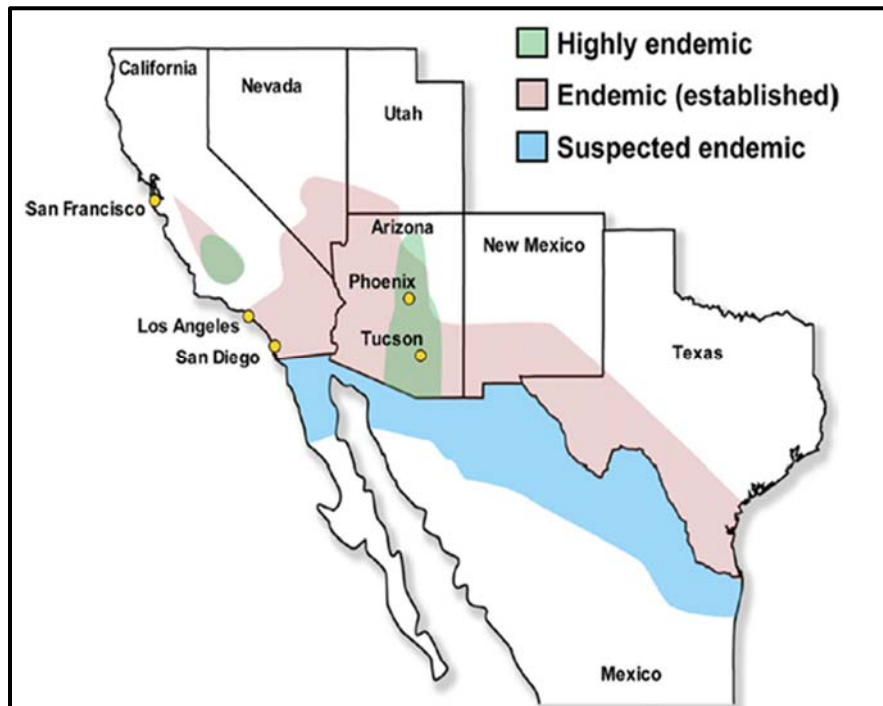 Highly endemic
Endemic (established)
Suspected endemic
California
Nevada
Utah
San Francisco
Arizona
New Mexico
Phoenix
Los Angeles
Tucson
San Diego
Texas
Mexico